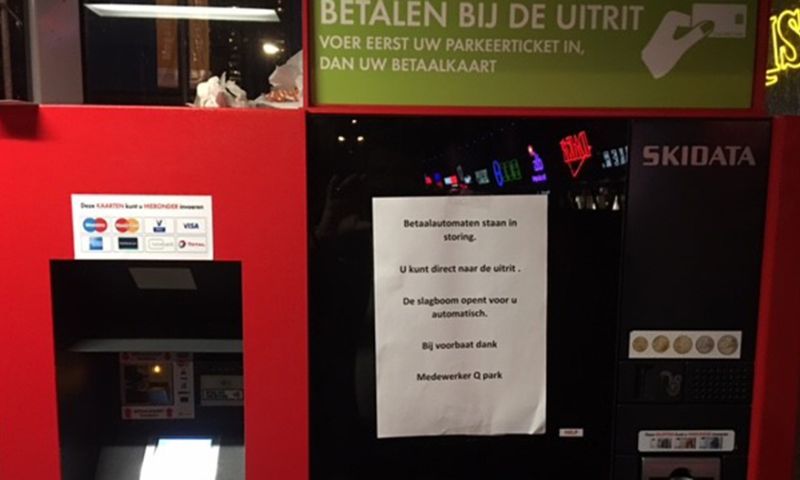 BETALEN BIJ DE UITRIT
VOER EERST UW PARKEERTICKET IN,
DAN UW BETAALKAART
SKIDATA
Deze KAARTEN kunt u HIERONDER invoeren
VISA
TOTAL
Betaalautomaten staan in
storing.
U kunt direct naar de uitrit .
De slagboom opent voor u
automatisch.
Bij voorbaat dank
Medewerker Q park
HELP